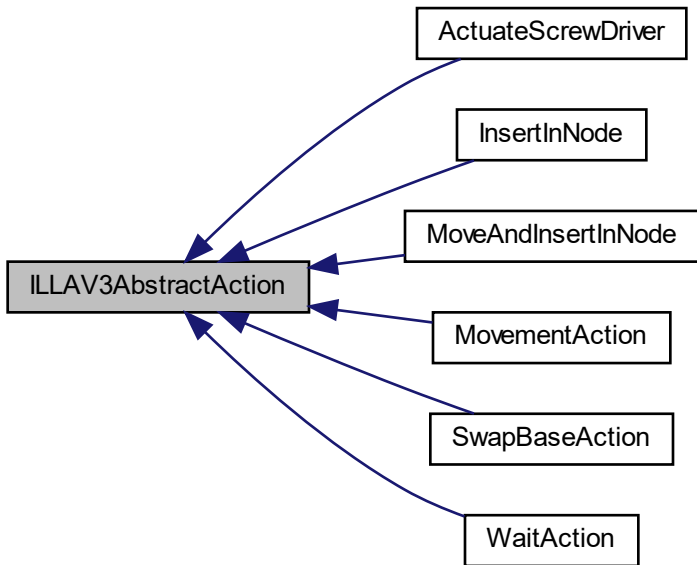 ActuateScrewDriver
InsertInNode
MoveAndInsertInNode
ILLAV3AbstractAction
MovementAction
SwapBaseAction
WaitAction